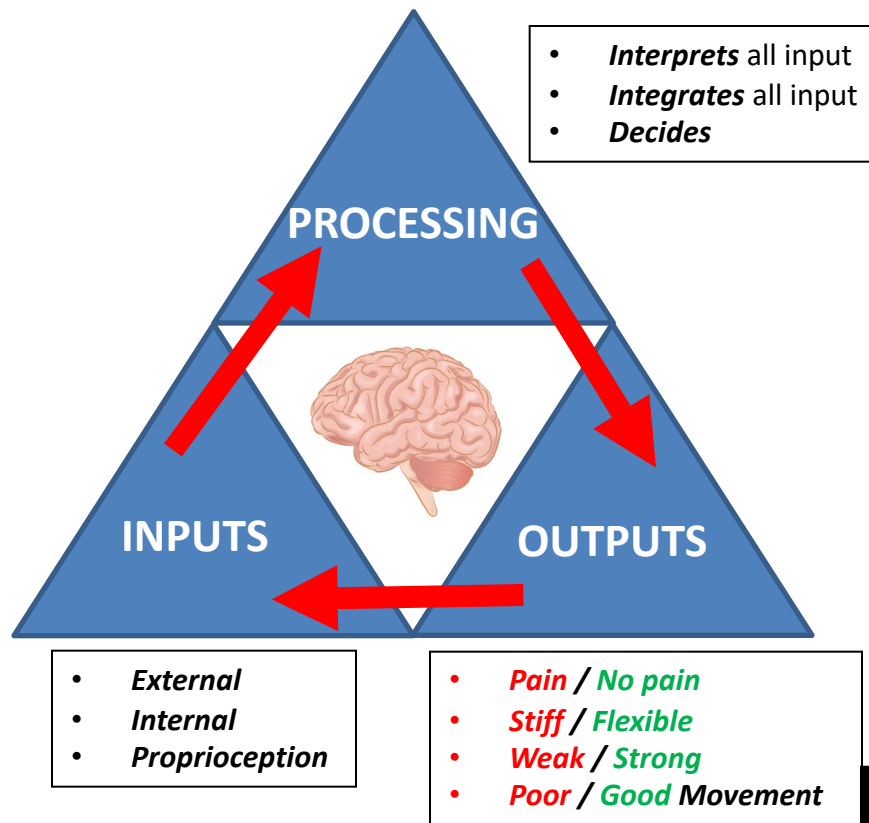 • Interprets all input
• Integrates all input
• Decides
PROCESSING
INPUTS
OUTPUTS
• External
• Internal
• Proprioception
• Pain / No pain
• Stiff / Flexible
• Weak / Strong
• Poor / Good Movement